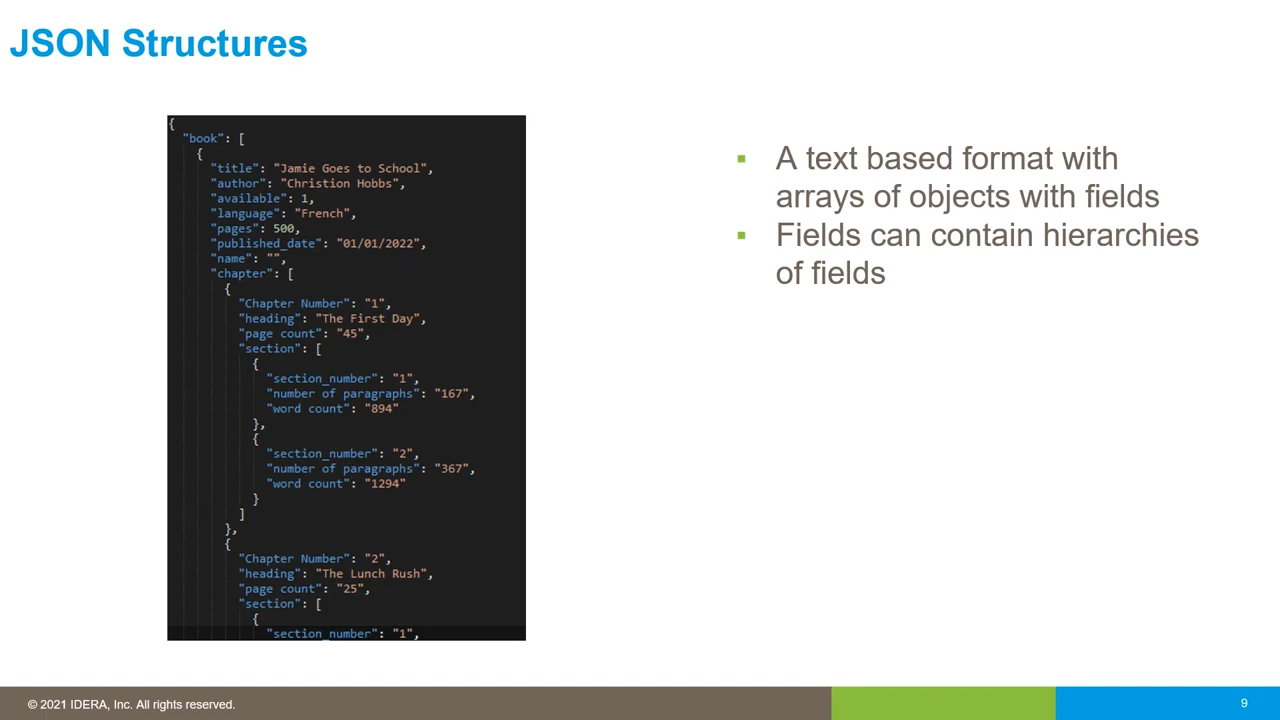 JSON Structures
{
"book": [
{
"title": "Jamie Goes to School",
"author": "Christion Hobbs",
"available": 1,
"language": "French",
"pages": 500,
"published_date": "01/01/2022",
"name": "",
"chapter": [
{
"Chapter Number": "1",
"heading": "The First Day",
"page count": "45",
"section": [
{
"section_number": "1",
"number of paragraphs": "167",
"word count": "894"
},
{
"section_number": "2",
"number of paragraphs": "367",
"word count": "1294"
}
]
},
{
"Chapter Number": "2",
"heading": "The Lunch Rush",
"page count": "25",
"section": [
{
"section_number": "1",
▪ A text based format with
arrays of objects with fields
▪ Fields can contain hierarchies
of fields
© 2021 IDERA, Inc. All rights reserved.
9